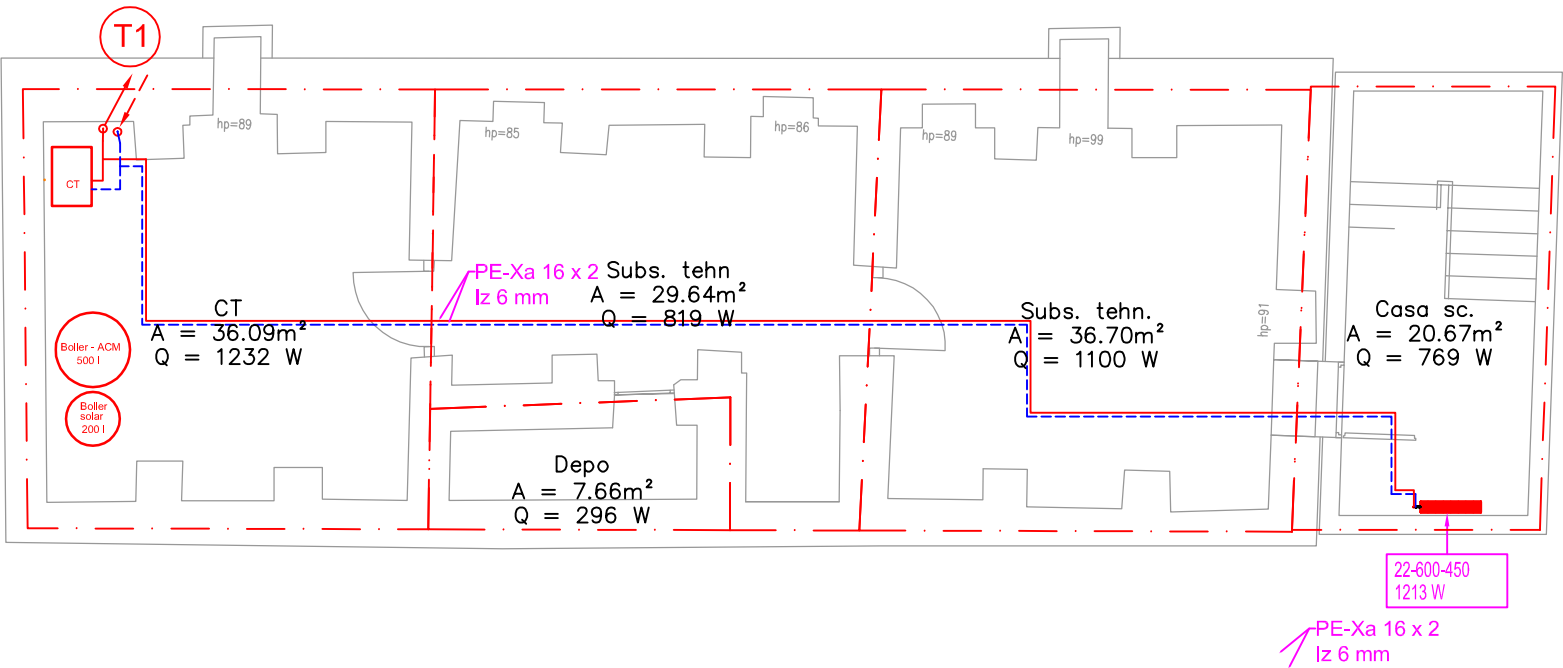 T1
hp=89
hp=85
hp=86
hp=89
hp=99
CT
PE-Xa 16 x 2
Iz 6 mm
Subs. tehn
A = 29.64m²
Q = 819 W
CT
A = 36.09m²
Q = 1232 W
Subs. tehn.
A = 36.70m²
Q = 1100 W
hp=91
Casa sc.
A = 20.67m²
Q = 769 W
Boller - ACM
500 l
Boller
solar
200 l
Depo
A = 7.66m²
Q = 296 W
22-600-450
1213 W
PE-Xa 16 x 2
Iz 6 mm